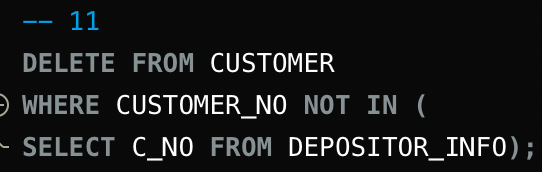 -- 11
DELETE FROM CUSTOMER
WHERE CUSTOMER_NO NOT IN (
SELECT C_NO FROM DEPOSITOR_INFO);